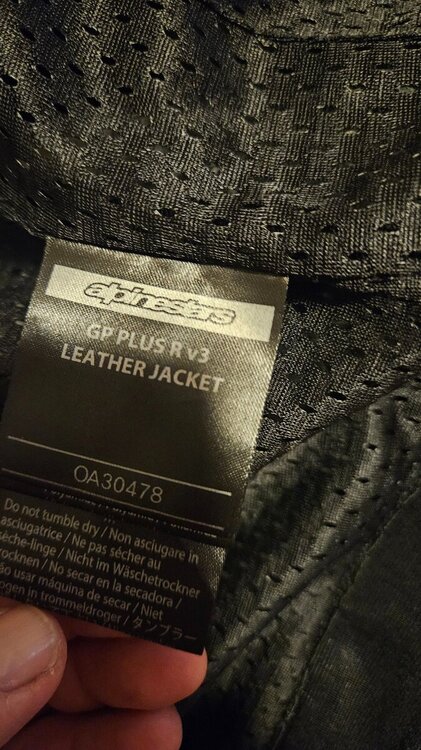 alpinestars
GP PLUS R v3
LEATHER JACKET
OA30478
Do not tumble dry / Non asciugare in
asciugatrice / Ne pas sécher au
sèche-linge / Nicht im Wäschetrockner
trocknen / No secar en la secadora /
não usar máquina de secar / Niet
drogen in trommeldroger / タンブラー